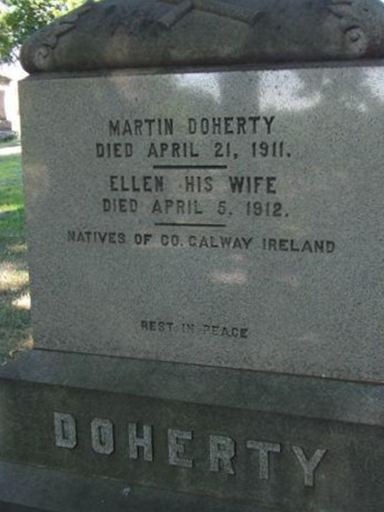 MARTIN DOHERTY
DIED APRIL 21, 1911.
ELLEN HIS WIFE
DIED APRIL 5, 1912.
NATIVES OF CO. GALWAY IRELAND
REST IN PEACE
DOHERTY